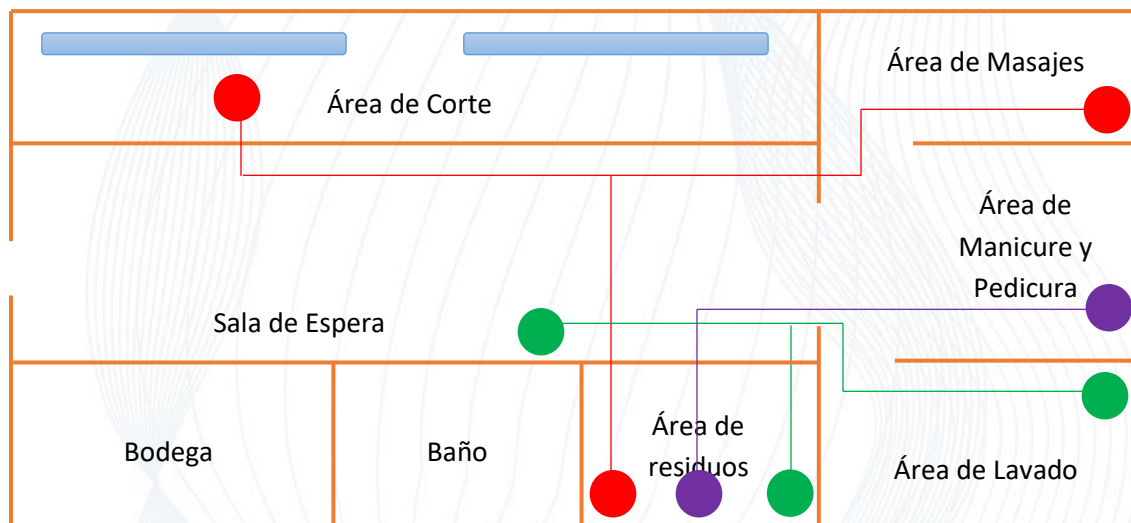 Área de Masajes
Área de Corte
Área de
Manicure y
Pedicura
Sala de Espera
Bodega
Baño
Área de
residuos
Área de Lavado